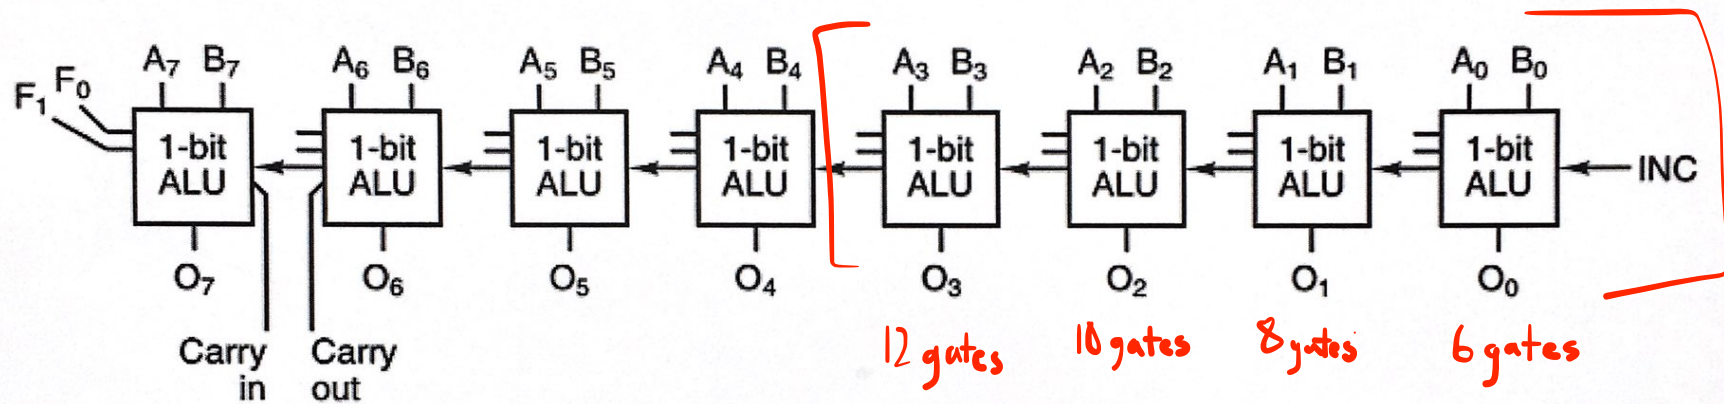 A7 B7 A6 B6 A5 B5 A4 B4 A3 B3 A2 B2 A1 B1 A0 B0
F1 F0
1-bit 1-bit 1-bit 1-bit 1-bit 1-bit 1-bit 1-bit
ALU ALU ALU ALU ALU ALU ALU ALU INC
O7 O6 O5 O4 O3 O2 O1 O0
Carry Carry
in out
12 gates 10 gates 8 gates 6 gates